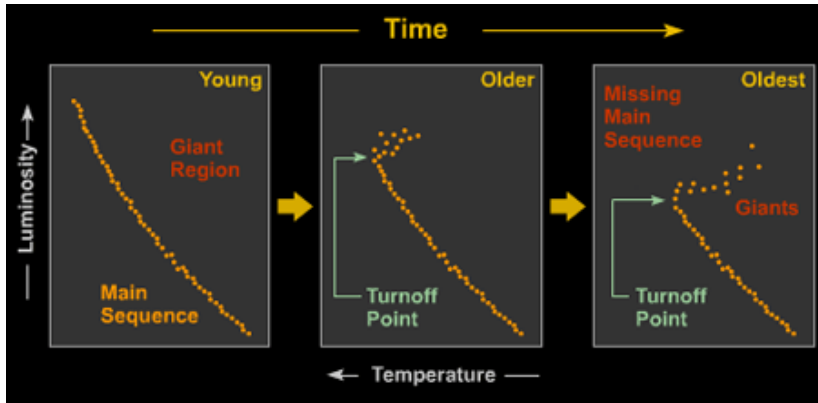 Time
Young
Giant
Region
Main
Sequence
Luminosity
Older
Turnoff
Point
Temperature
Oldest
Missing
Main
Sequence
Giants
Turnoff
Point